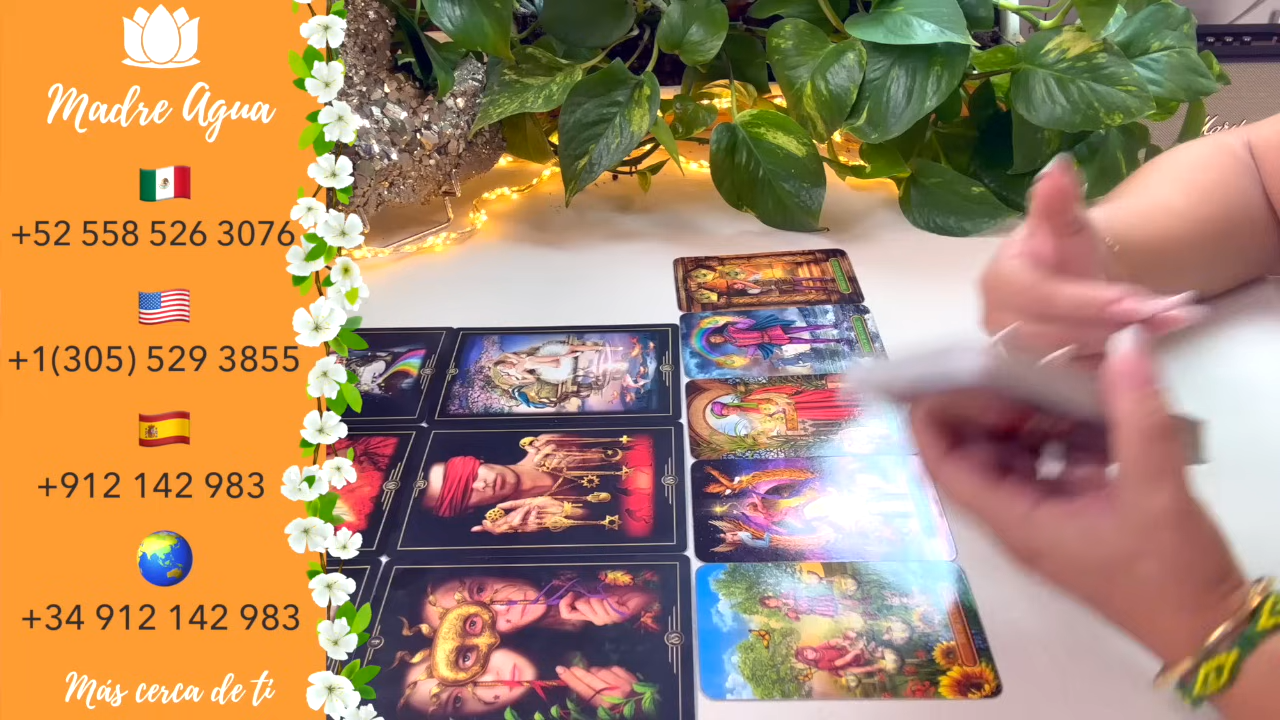 Madre Agua
+52 558 526 3076
+1(305) 529 3855
+912 142 983
+34 912 142 983
Más cerca de ti